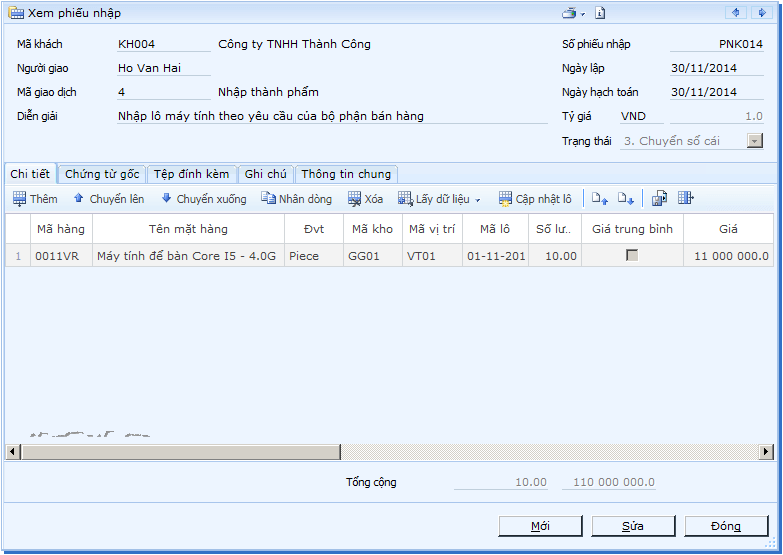 Xem phiếu nhập
Mã khách KH004 Công ty TNHH Thành Công Số phiếu nhập PNK014
Người giao Ho Van Hai Ngày lập 30/11/2014
Mã giao dịch 4 Nhập thành phẩm Ngày hạch toán 30/11/2014
Diễn giải Nhập lô máy tính theo yêu cầu của bộ phận bán hàng Tỷ giá VND 1.0
Trạng thái 3. Chuyển sổ cái
Chi tiết Chứng từ gốc Tệp đính kèm Ghi chú Thông tin chung
Thêm Chuyển lên Chuyển xuống Nhân dòng Xóa Lấy dữ liệu Cập nhật lô
Mã hàng Tên mặt hàng Đvt Mã kho Mã vị trí Mã lô Số lư.. Giá trung bình Giá
1 0011VR Máy tính để bàn Core I5 - 4.0G Piece GG01 VT01 01-11-201 10.00 11 000 000.0
Tổng cộng 10.00 110 000 000.0
Mới Sửa Đóng